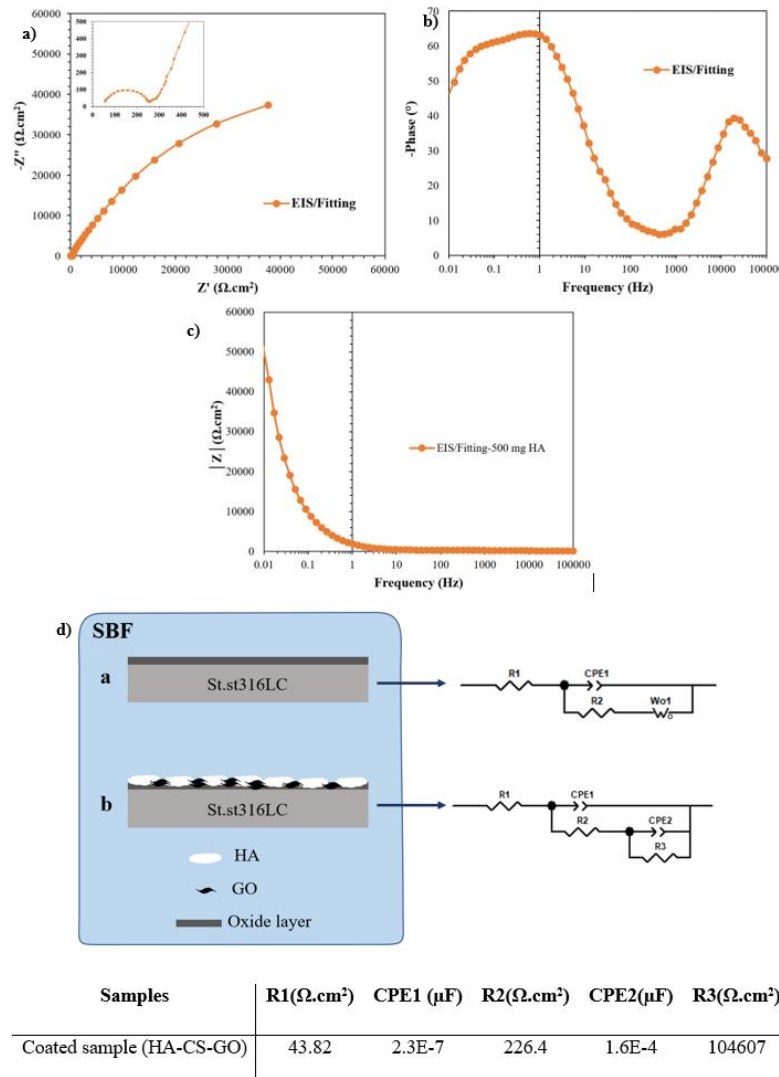 a)
60000
50000
40000
30000
20000
10000
0
-Z'' (Ω.cm²)
500
400
300
200
100
0
0 100 200 300 400 500
EIS/Fitting
0 10000 20000 30000 40000 50000 60000
Z' (Ω.cm²)
b)
70
60
50
40
30
20
10
0
-Phase (°)
EIS/Fitting
0.01 0.1 1 10 100 1000 10000 100000
Frequency (Hz)
c)
60000
50000
40000
30000
20000
10000
0
|Z| (Ω.cm²)
EIS/Fitting-500 mg HA
0.01 0.1 1 10 100 1000 10000 100000
Frequency (Hz)
d)
SBF
a
St.st316LC
R1 CPE1
R2 Wo1
b
St.st316LC
R1 CPE1
R2 CPE2
R3
HA
GO
Oxide layer
Samples R1(Ω.cm²) CPE1 (μF) R2(Ω.cm²) CPE2(μF) R3(Ω.cm²)
Coated sample (HA-CS-GO) 43.82 2.3E-7 226.4 1.6E-4 104607